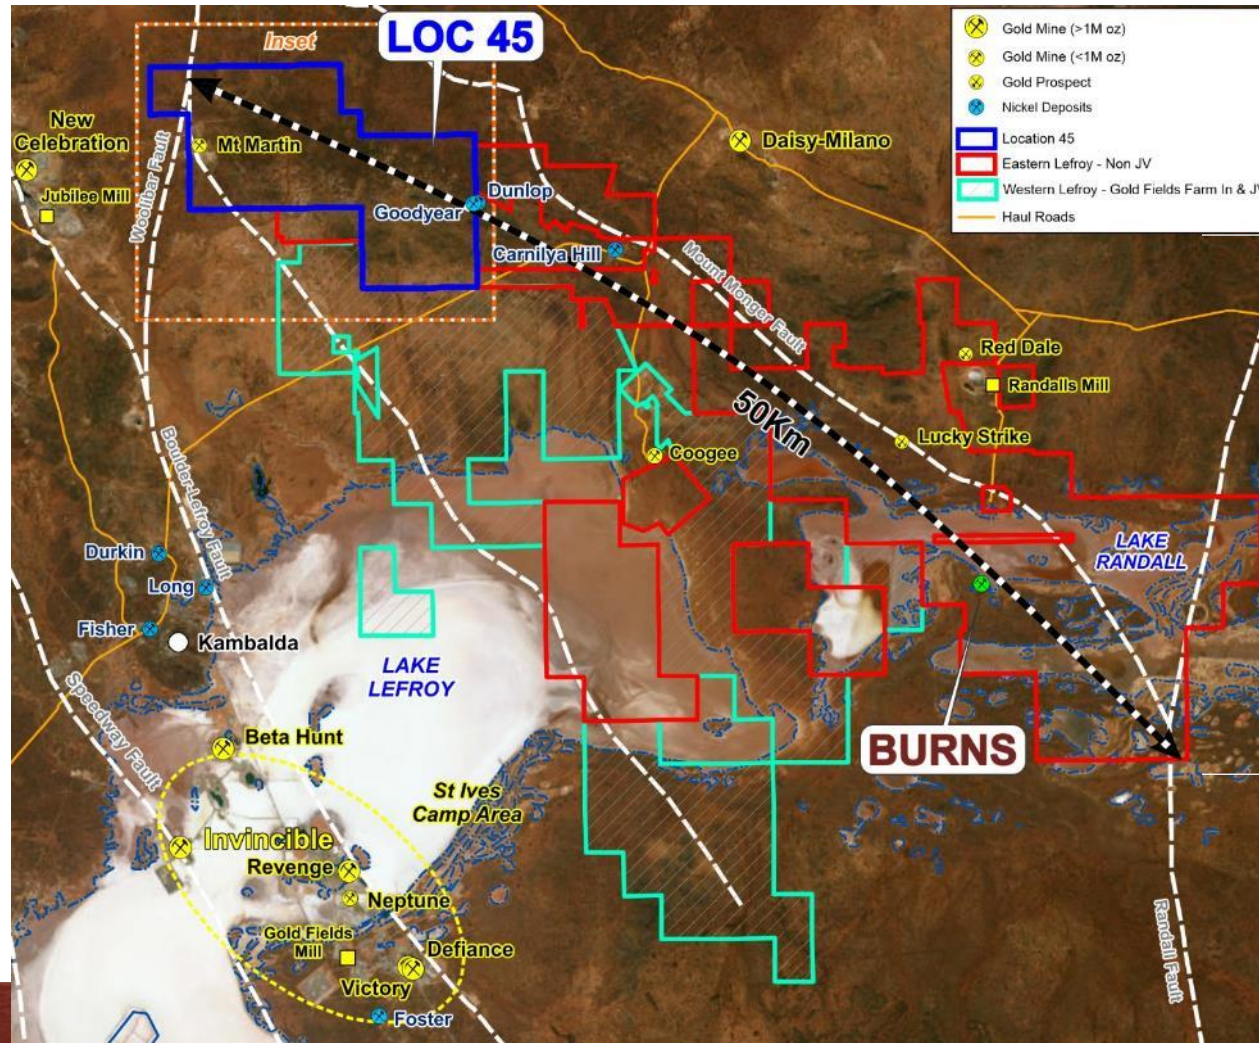 Inset
LOC 45
Gold Mine (>1M oz)
Gold Mine (<1M oz)
Gold Prospect
Nickel Deposits
Location 45
Eastern Lefroy - Non JV
Western Lefroy - Gold Fields Farm In & JV
Haul Roads
New
Celebration
Jubilee Mill
Woolibar Fault
Mt Martin
Daisy-Milano
Dunlop
Goodyear
Carnilya Hill
Mount Monger Fault
Red Dale
Randalls Mill
50Km
Lucky Strike
Coogee
Boulder-Lefroy Fault
Durkin
Long
Fisher
Kambalda
LAKE
RANDALL
LAKE
LEFROY
Speedway Fault
Beta Hunt
BURNS
St Ives
Camp Area
Invincible
Revenge
Neptune
Gold Fields
Mill
Defiance
Victory
Foster
Randall Fault